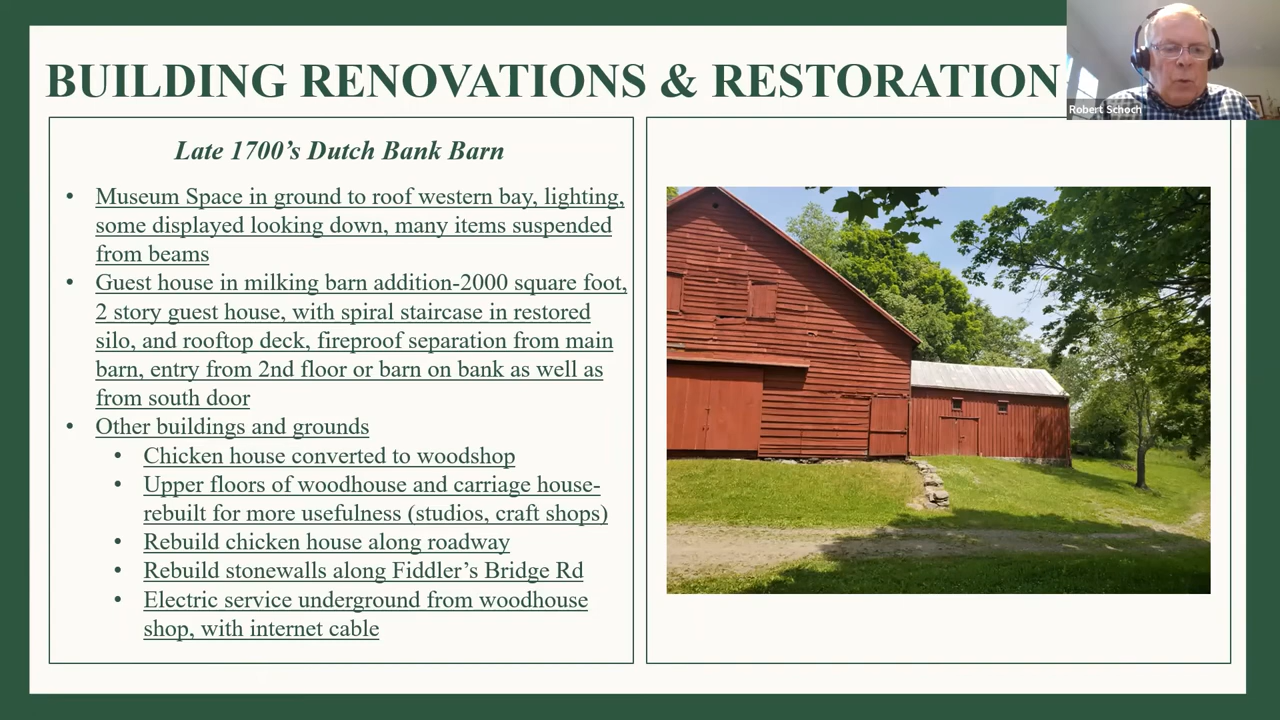 BUILDING RENOVATIONS & RESTORATION
Robert Schoch
Late 1700's Dutch Bank Barn
• Museum Space in ground to roof western bay, lighting,
some displayed looking down, many items suspended
from beams
• Guest house in milking barn addition-2000 square foot,
2 story guest house, with spiral staircase in restored
silo, and rooftop deck, fireproof separation from main
barn, entry from 2nd floor or barn on bank as well as
from south door
• Other buildings and grounds
• Chicken house converted to woodshop
• Upper floors of woodhouse and carriage house-
rebuilt for more usefulness (studios, craft shops)
• Rebuild chicken house along roadway
• Rebuild stonewalls along Fiddler's Bridge Rd
• Electric service underground from woodhouse
shop, with internet cable